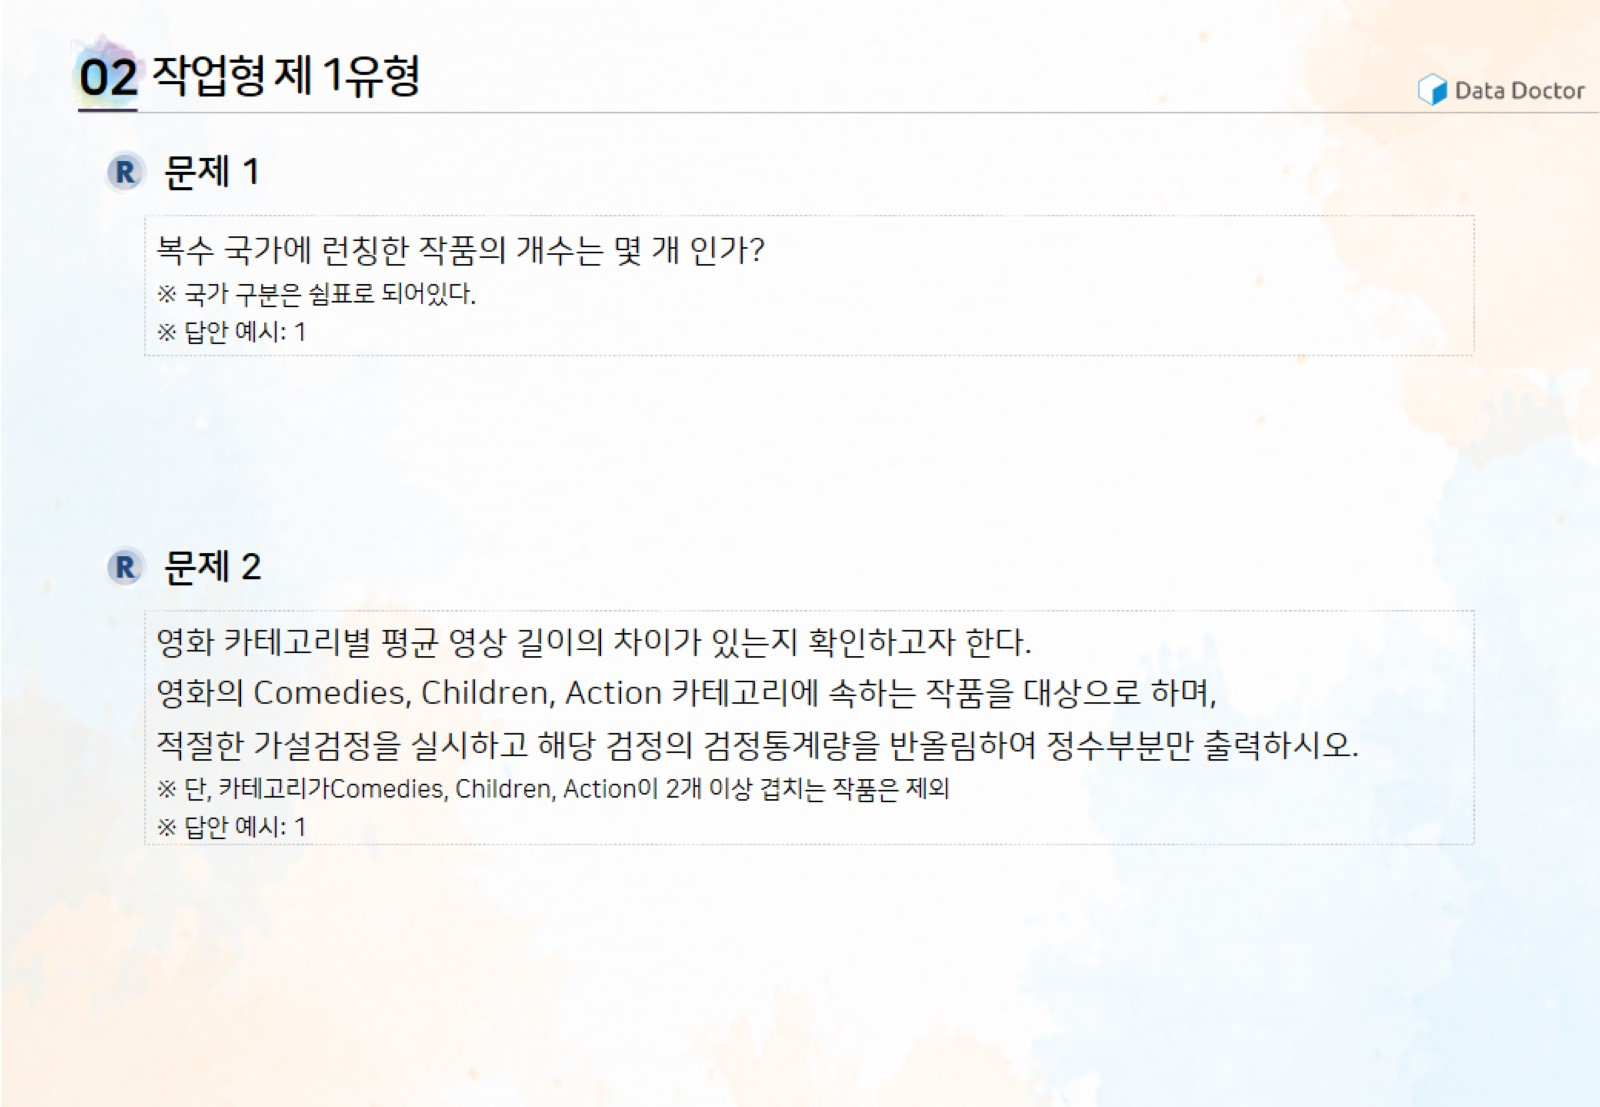 02 작업형 제 1유형
Data Doctor
R 문제 1
복수 국가에 런칭한 작품의 개수는 몇 개 인가?
※ 국가 구분은 쉼표로 되어있다.
※ 답안 예시: 1
R 문제 2
영화 카테고리별 평균 영상 길이의 차이가 있는지 확인하고자 한다.
영화의 Comedies, Children, Action 카테고리에 속하는 작품을 대상으로 하며,
적절한 가설검정을 실시하고 해당 검정의 검정통계량을 반올림하여 정수부분만 출력하시오.
※ 단, 카테고리가Comedies, Children, Action이 2개 이상 겹치는 작품은 제외
※ 답안 예시: 1